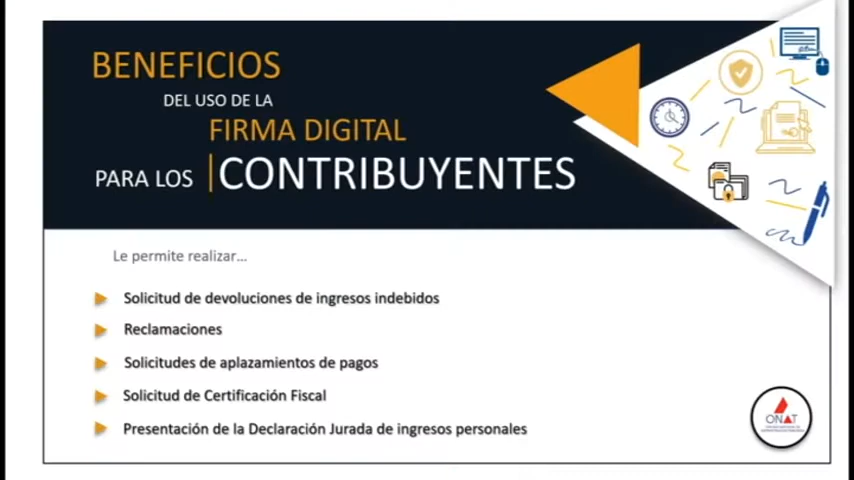 BENEFICIOS
DEL USO DE LA
FIRMA DIGITAL
PARA LOS CONTRIBUYENTES
Le permite realizar...
Solicitud de devoluciones de ingresos indebidos
Reclamaciones
Solicitudes de aplazamientos de pagos
Solicitud de Certificación Fiscal
Presentación de la Declaración Jurada de ingresos personales
ONAT